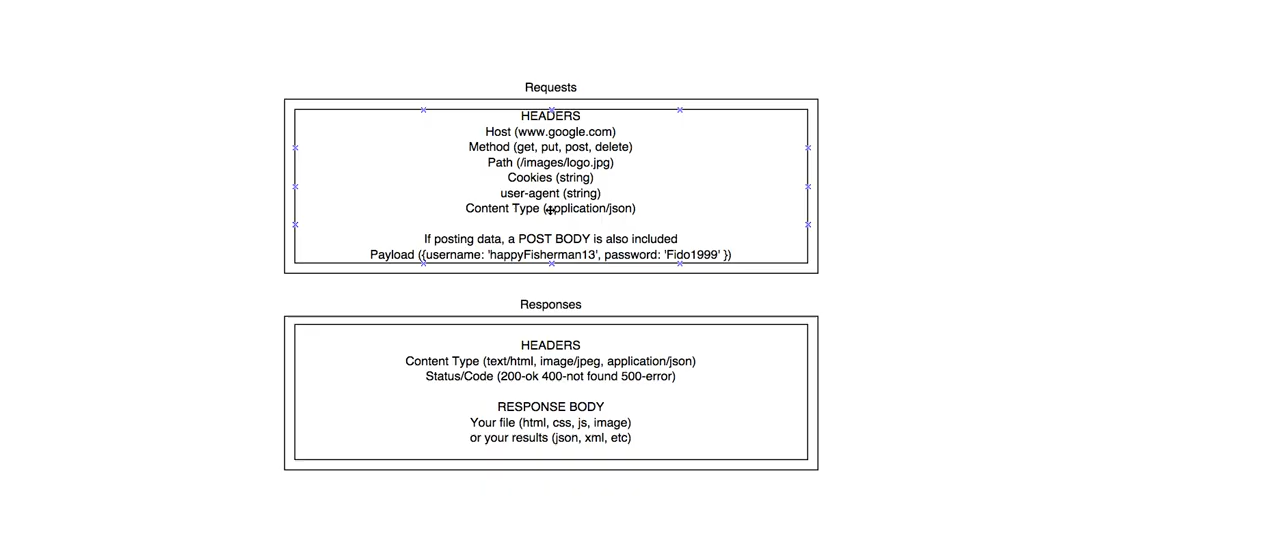 Requests
HEADERS
Host (www.google.com)
Method (get, put, post, delete)
Path (/images/logo.jpg)
Cookies (string)
user-agent (string)
Content Type (application/json)
If posting data, a POST BODY is also included
Payload ({username: 'happyFisherman13', password: 'Fido1999' })
Responses
HEADERS
Content Type (text/html, image/jpeg, application/json)
Status/Code (200-ok 400-not found 500-error)
RESPONSE BODY
Your file (html, css, js, image)
or your results (json, xml, etc)